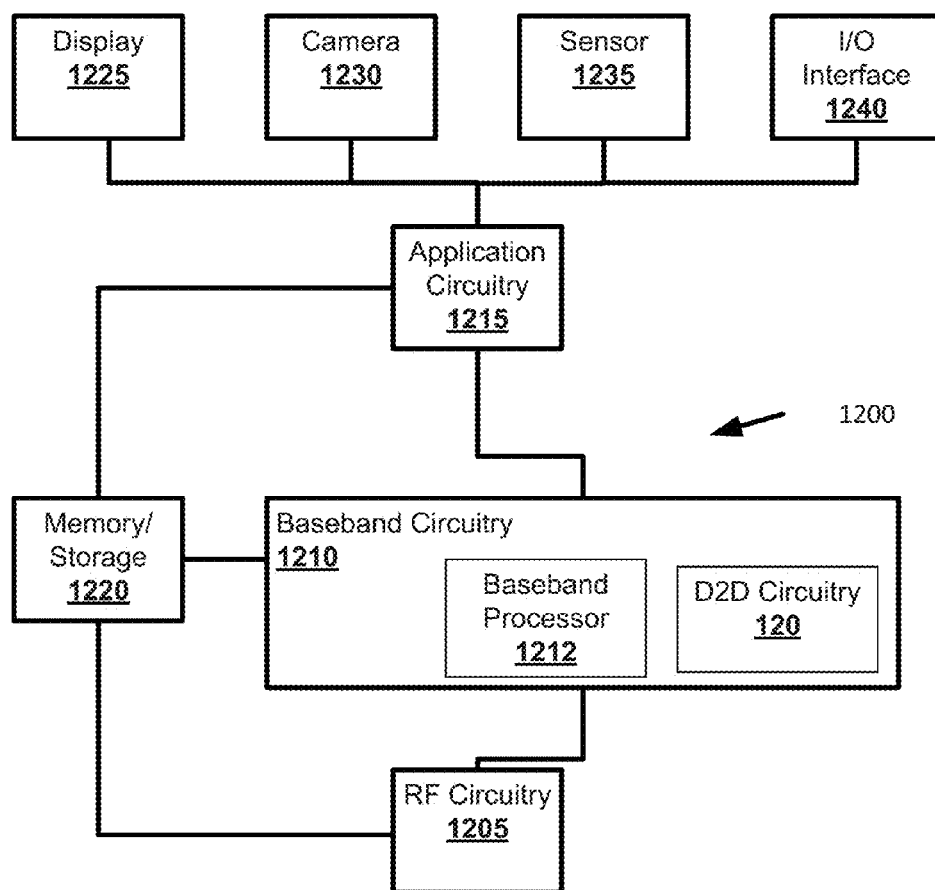 Display
1225
Camera
1230
Sensor
1235
I/O
Interface
1240
Application
Circuitry
1215
1200
Memory/
Storage
1220
Baseband Circuitry
1210
Baseband
Processor
1212
D2D Circuitry
120
RF Circuitry
1205